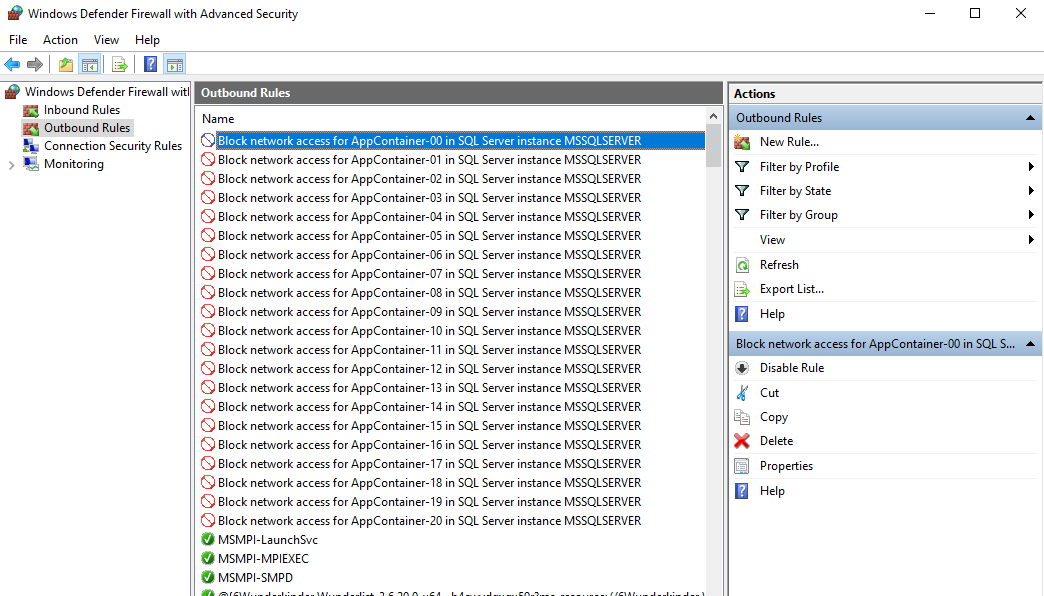 Windows Defender Firewall with Advanced Security
File Action View Help
Windows Defender Firewall with
Inbound Rules
Outbound Rules
Connection Security Rules
Monitoring
Outbound Rules
Name
Block network access for AppContainer-00 in SQL Server instance MSSQLSERVER
Block network access for AppContainer-01 in SQL Server instance MSSQLSERVER
Block network access for AppContainer-02 in SQL Server instance MSSQLSERVER
Block network access for AppContainer-03 in SQL Server instance MSSQLSERVER
Block network access for AppContainer-04 in SQL Server instance MSSQLSERVER
Block network access for AppContainer-05 in SQL Server instance MSSQLSERVER
Block network access for AppContainer-06 in SQL Server instance MSSQLSERVER
Block network access for AppContainer-07 in SQL Server instance MSSQLSERVER
Block network access for AppContainer-08 in SQL Server instance MSSQLSERVER
Block network access for AppContainer-09 in SQL Server instance MSSQLSERVER
Block network access for AppContainer-10 in SQL Server instance MSSQLSERVER
Block network access for AppContainer-11 in SQL Server instance MSSQLSERVER
Block network access for AppContainer-12 in SQL Server instance MSSQLSERVER
Block network access for AppContainer-13 in SQL Server instance MSSQLSERVER
Block network access for AppContainer-14 in SQL Server instance MSSQLSERVER
Block network access for AppContainer-15 in SQL Server instance MSSQLSERVER
Block network access for AppContainer-16 in SQL Server instance MSSQLSERVER
Block network access for AppContainer-17 in SQL Server instance MSSQLSERVER
Block network access for AppContainer-18 in SQL Server instance MSSQLSERVER
Block network access for AppContainer-19 in SQL Server instance MSSQLSERVER
Block network access for AppContainer-20 in SQL Server instance MSSQLSERVER
MSMPI-LaunchSvc
MSMPI-MPIEXEC
MSMPI-SMPD
Actions
Outbound Rules
New Rule...
Filter by Profile
Filter by State
Filter by Group
View
Refresh
Export List...
Help
Block network access for AppContainer-00 in SQL S...
Disable Rule
Cut
Copy
Delete
Properties
Help